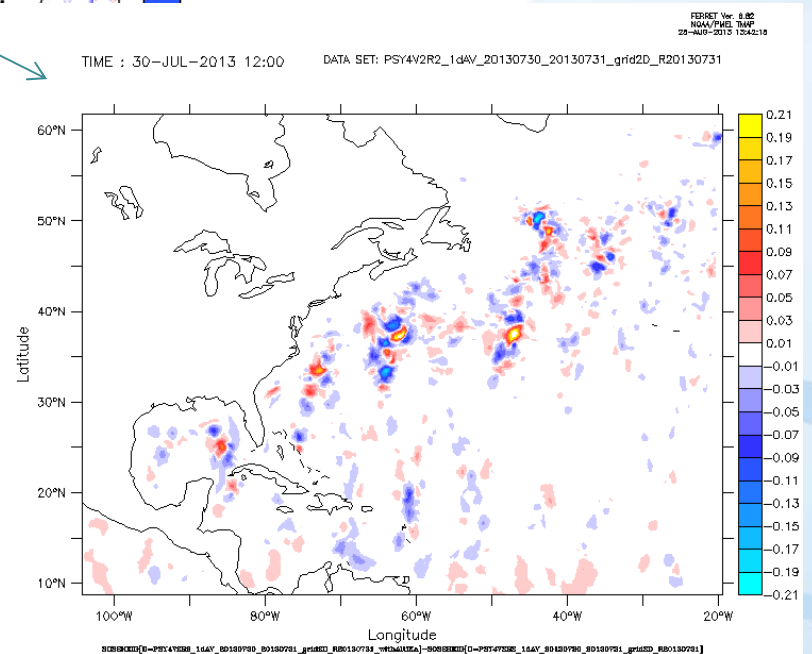 FERRET Ver. 6.82
NOAA/PMEL TMAP
28-AUG-2013 13:42:18
TIME : 30-JUL-2013 12:00
DATA SET: PSY4V2R2_1dAV_20130730_20130731_grid2D_R20130731
60°N
50°N
40°N
30°N
20°N
10°N
Latitude
100°W
80°W
60°W
40°W
20°W
Longitude
0.21
0.19
0.17
0.15
0.13
0.11
0.09
0.07
0.05
0.03
0.01
-0.01
-0.03
-0.05
-0.07
-0.09
-0.11
-0.13
-0.15
-0.17
-0.19
-0.21